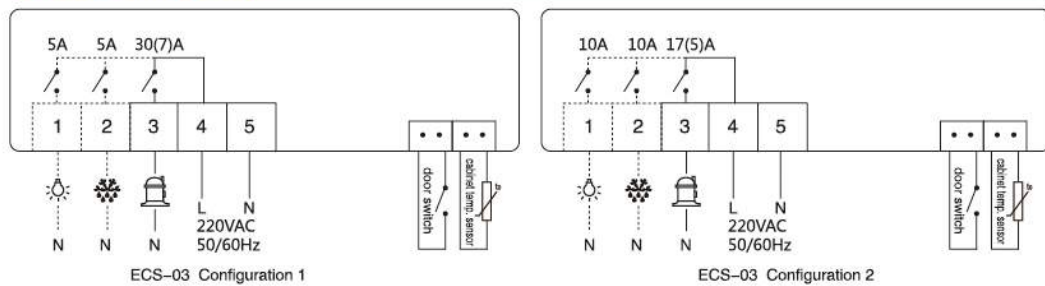 5A 5A 30(7)A
1 2 3 4 5
door switch
cabinet temp. sensor
L N
220VAC
N N N 50/60Hz
ECS-03 Configuration 1
10A 10A 17(5)A
1 2 3 4 5
door switch
cabinet temp. sensor
L N
220VAC
N N N 50/60Hz
ECS-03 Configuration 2